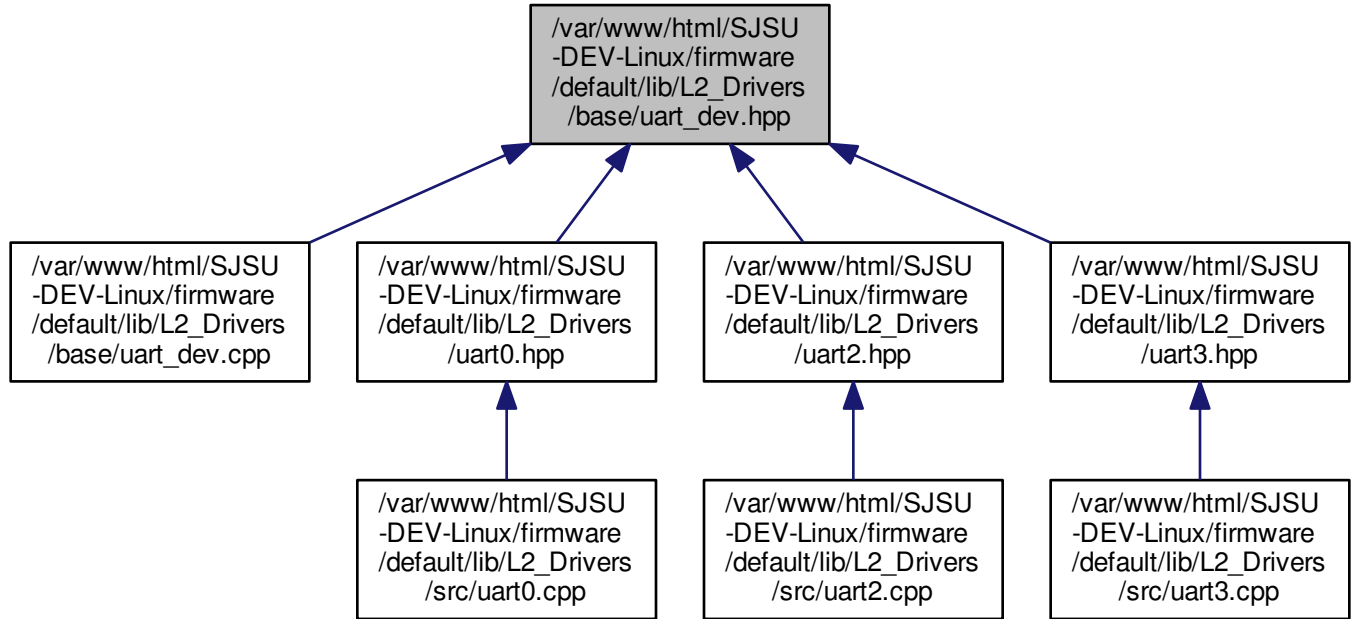 /var/www/html/SJSU
-DEV-Linux/firmware
/default/lib/L2_Drivers
/base/uart_dev.hpp
/var/www/html/SJSU
-DEV-Linux/firmware
/default/lib/L2_Drivers
/base/uart_dev.cpp
/var/www/html/SJSU
-DEV-Linux/firmware
/default/lib/L2_Drivers
/uart0.hpp
/var/www/html/SJSU
-DEV-Linux/firmware
/default/lib/L2_Drivers
/uart2.hpp
/var/www/html/SJSU
-DEV-Linux/firmware
/default/lib/L2_Drivers
/uart3.hpp
/var/www/html/SJSU
-DEV-Linux/firmware
/default/lib/L2_Drivers
/src/uart0.cpp
/var/www/html/SJSU
-DEV-Linux/firmware
/default/lib/L2_Drivers
/src/uart2.cpp
/var/www/html/SJSU
-DEV-Linux/firmware
/default/lib/L2_Drivers
/src/uart3.cpp